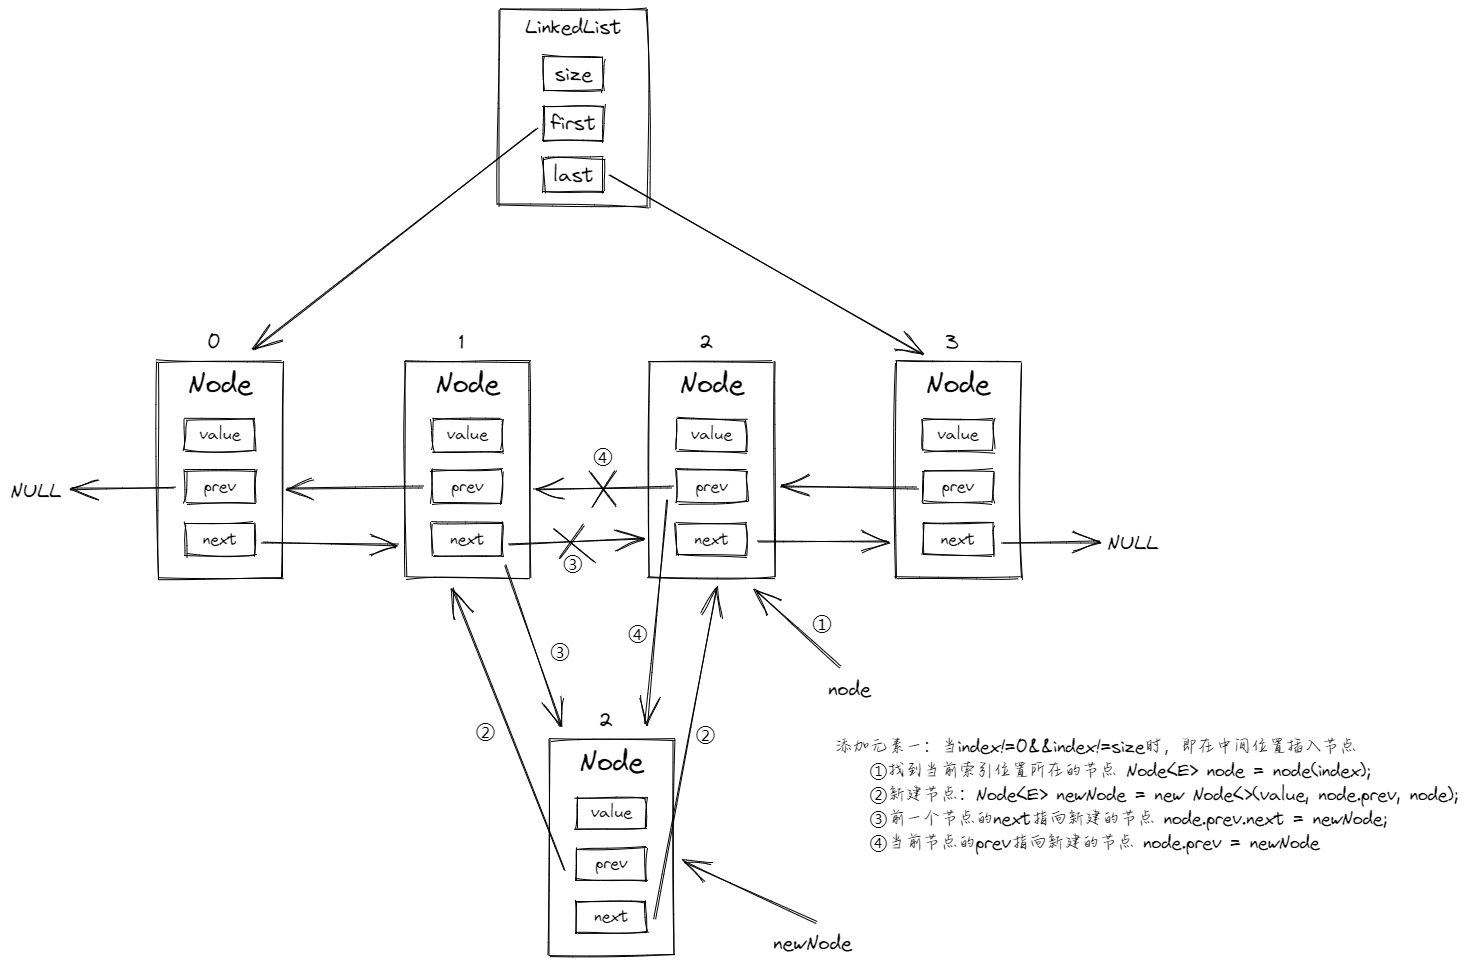 LinkedList
size
first
last
0
1
2
3
Node
Node
Node
Node
value
value
value
value
④
NULL
prev
prev
prev
prev
next
next
next
next
NULL
③
①
④
③
node
2
②
②
Node
添加元素一：当index!=0&&index!=size时，即在中间位置插入节点
①找到当前索引位置所在的节点 Node<E> node = node(index);
②新建节点：Node<E> newNode = new Node<>(value, node.prev, node);
③前一个节点的next指向新建的节点 node.prev.next = newNode;
④当前节点的prev指向新建的节点 node.prev = newNode
value
prev
next
newNode